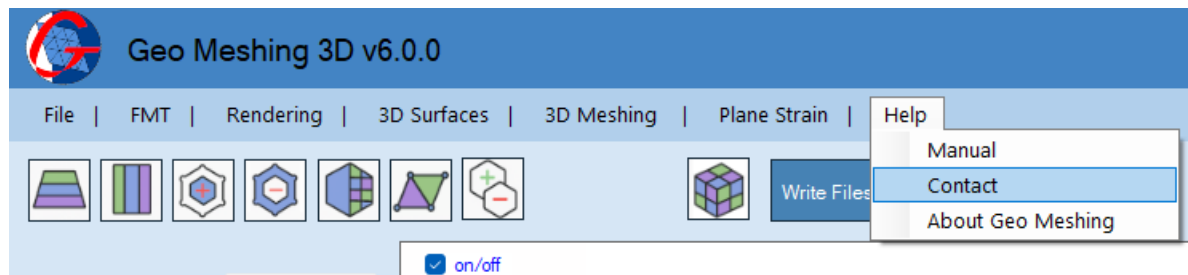 Geo Meshing 3D v6.0.0
File | FMT | Rendering | 3D Surfaces | 3D Meshing | Plane Strain | Help
Manual
Contact
About Geo Meshing
Write Files
on/off